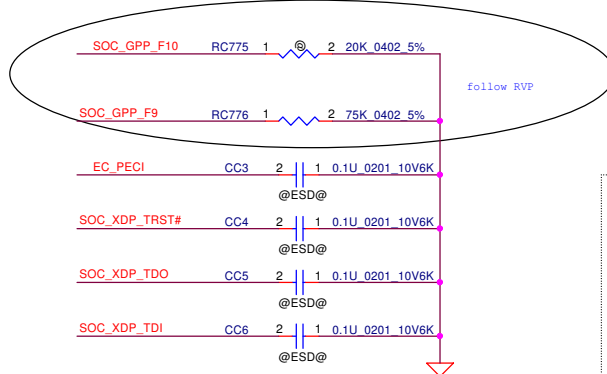 SOC_GPP_F10 RC775 1 @ 2 20K_0402_5%
follow RVP
SOC_GPP_F9 RC776 1 2 75K_0402_5%
EC_PECI CC3 2 1 0.1U_0201_10V6K
@ESD@
SOC_XDP_TRST# CC4 2 1 0.1U_0201_10V6K
@ESD@
SOC_XDP_TDO CC5 2 1 0.1U_0201_10V6K
@ESD@
SOC_XDP_TDI CC6 2 1 0.1U_0201_10V6K
@ESD@